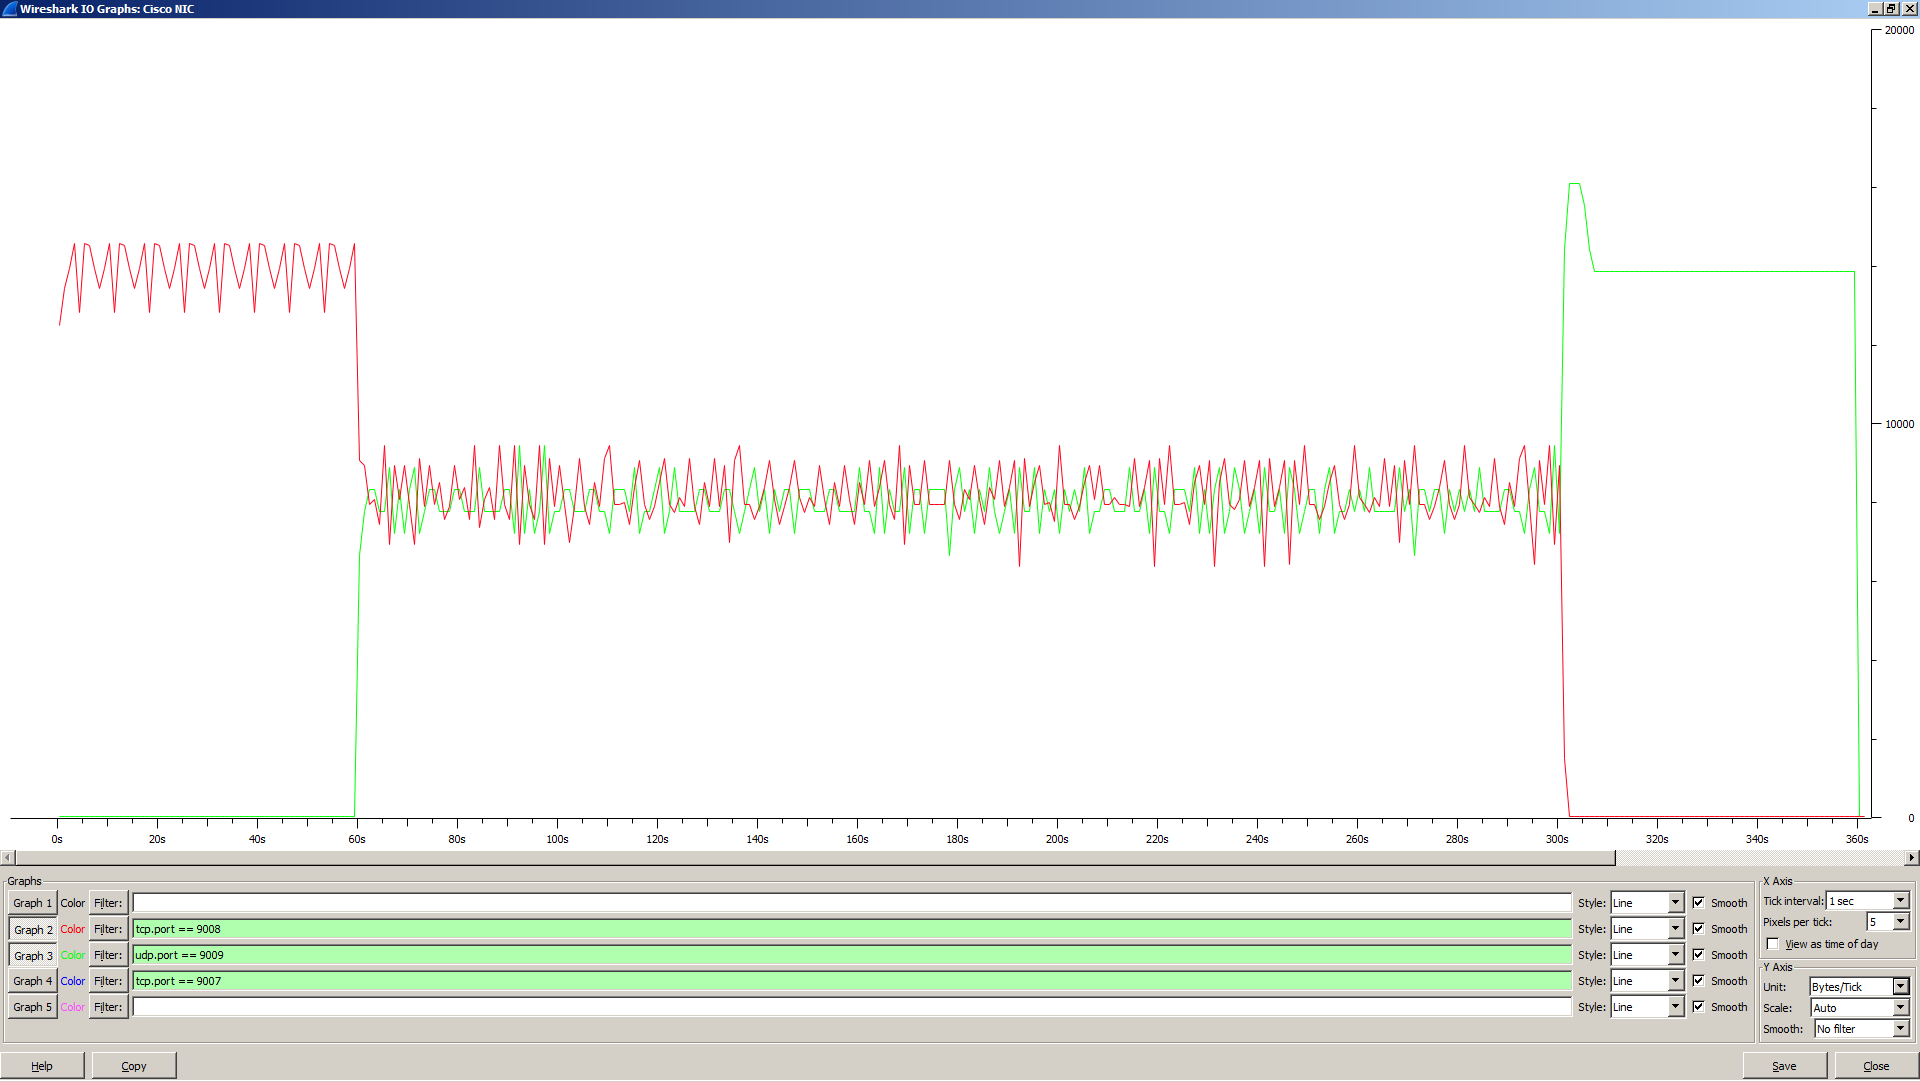 Wireshark IO Graphs: Cisco NIC
20000
10000
0
0s 20s 40s 60s 80s 100s 120s 140s 160s 180s 200s 220s 240s 260s 280s 300s 320s 340s 360s
Graphs
Graph 1 Color Filter: Style: Line Smooth
Graph 2 Color Filter: tcp.port == 9008 Style: Line Smooth
Graph 3 Color Filter: udp.port == 9009 Style: Line Smooth
Graph 4 Color Filter: tcp.port == 9007 Style: Line Smooth
Graph 5 Color Filter: Style: Line Smooth
X Axis
Tick interval: 1 sec
Pixels per tick: 5
View as time of day
Y Axis
Unit: Bytes/Tick
Scale: Auto
Smooth: No filter
Help Copy Save Close